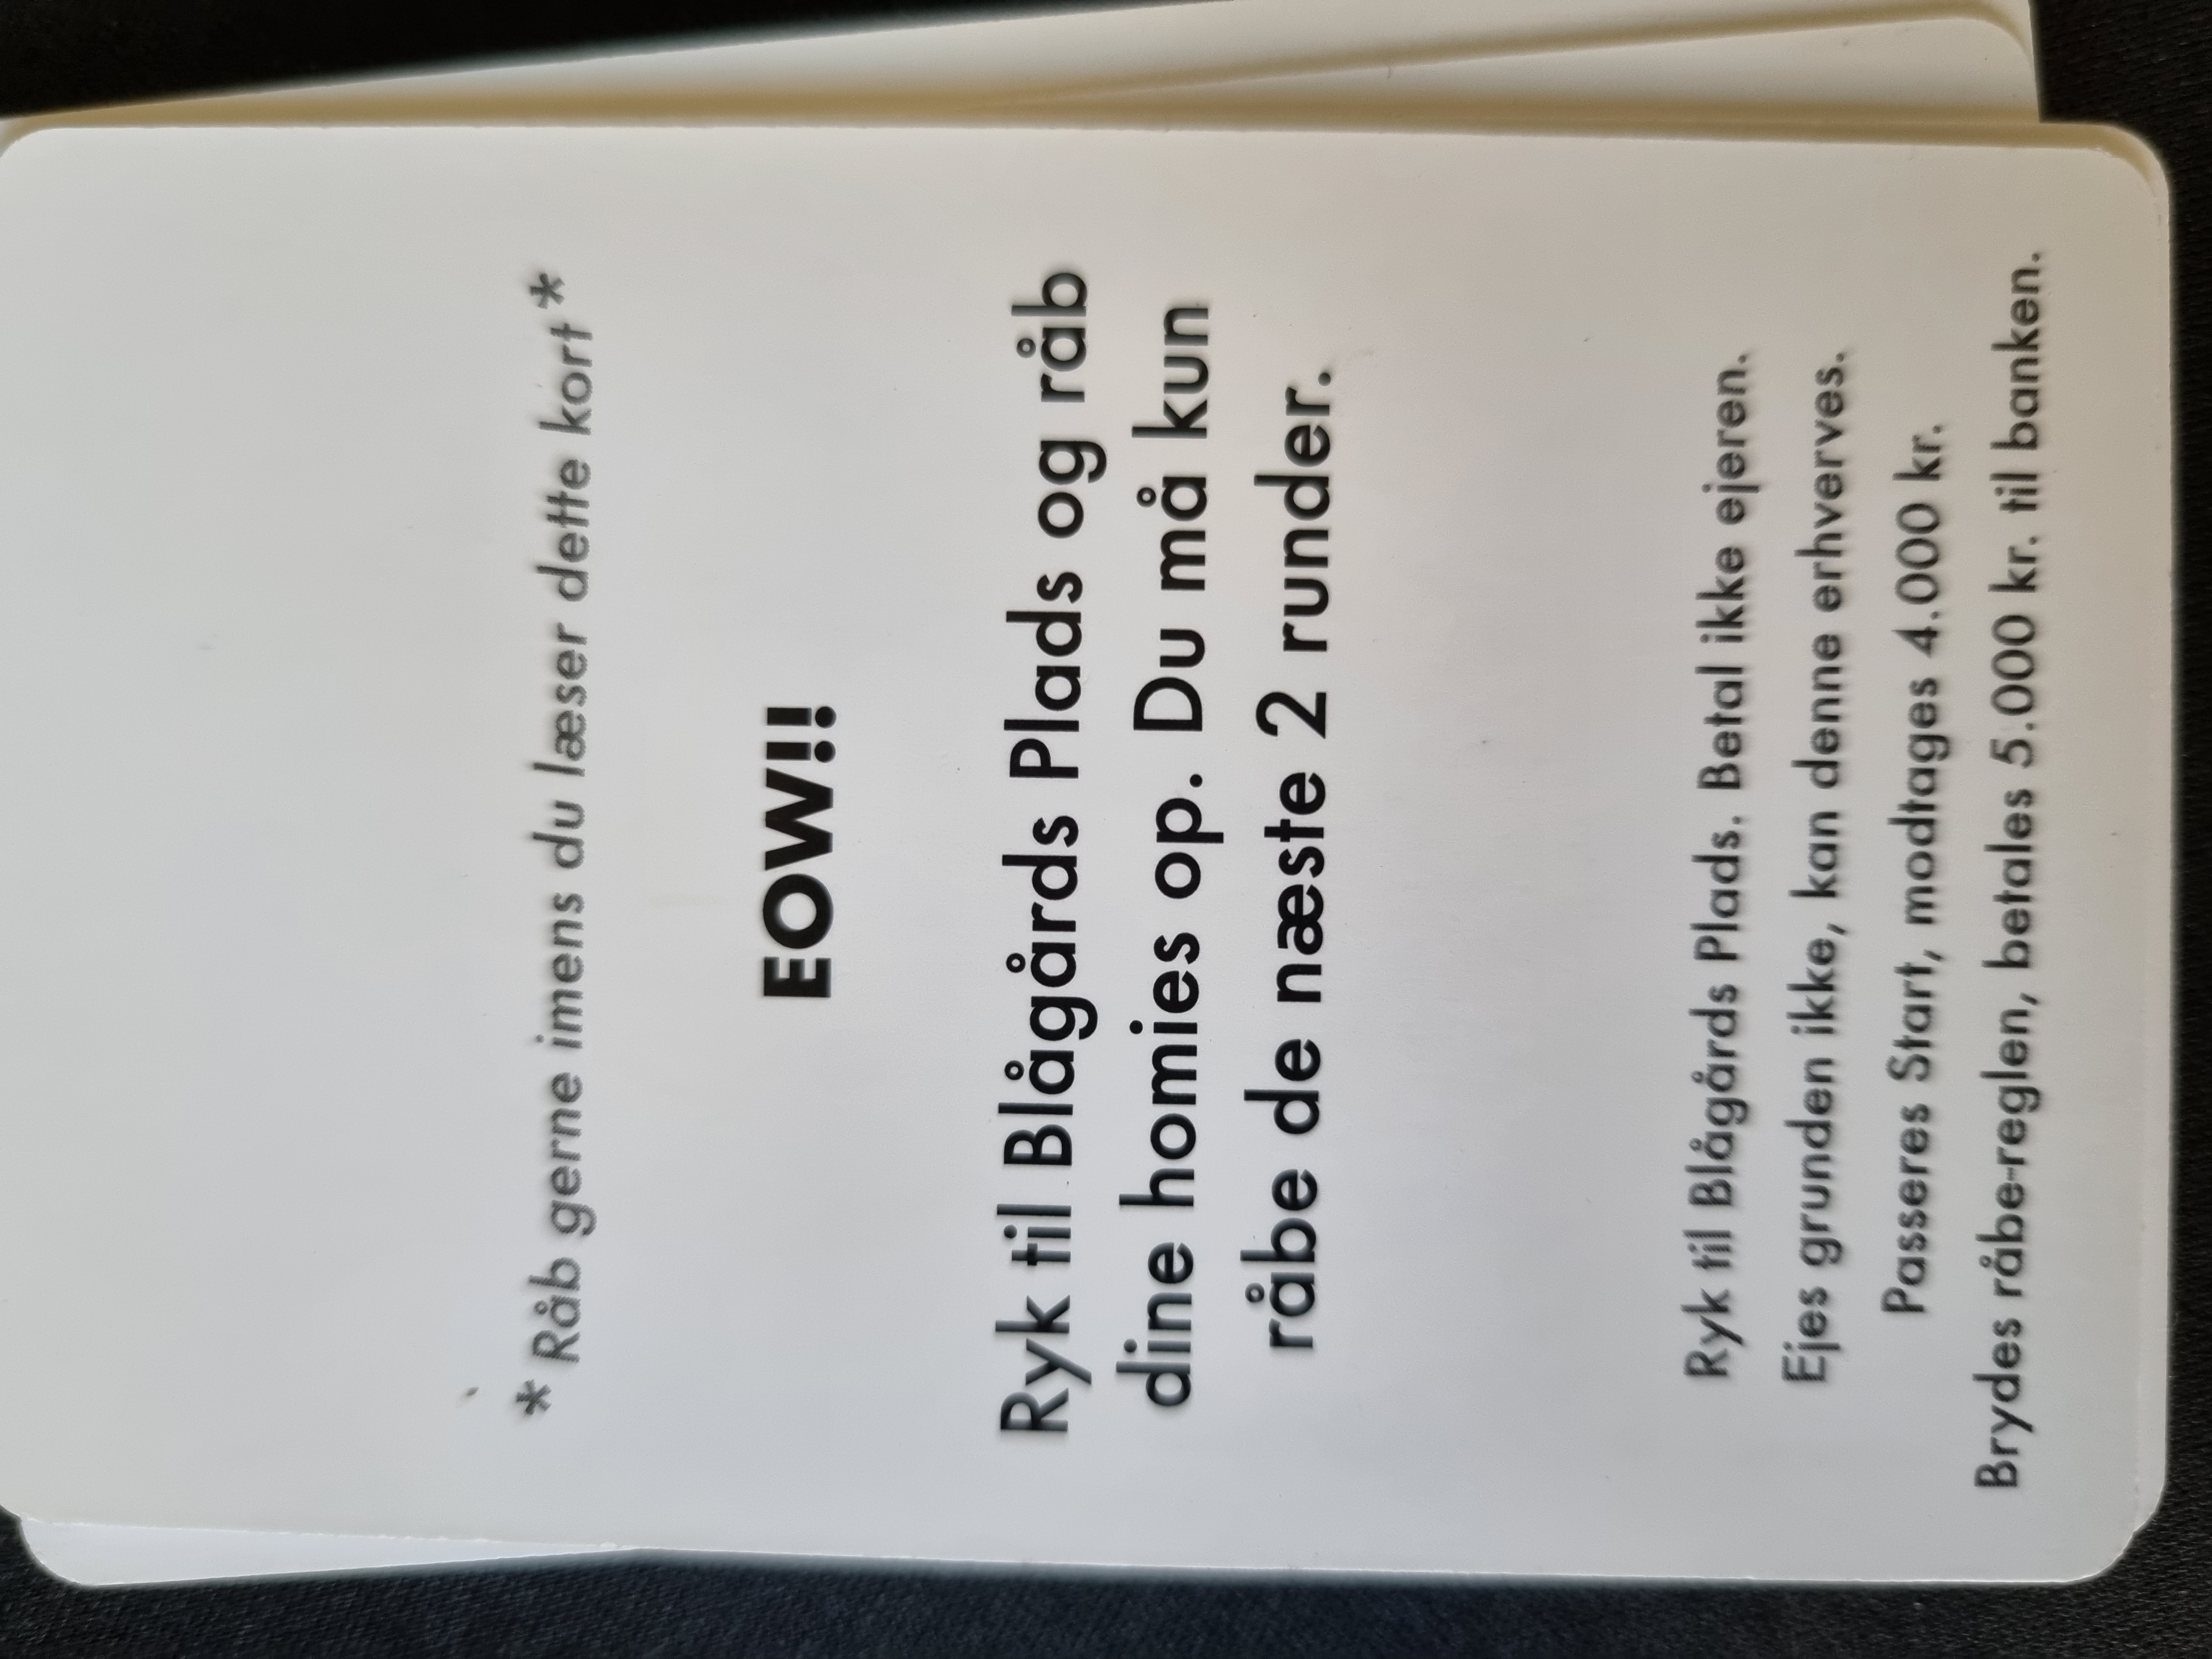 * Råb gerne imens du læser dette kort *
EOW!!
Ryk til Blågårds Plads og råb
dine homies op. Du må kun
råbe de næste 2 runder.
Ryk til Blågårds Plads. Betal ikke ejeren.
Ejes grunden ikke, kan denne erhverves.
Passeres Start, modtages 4.000 kr.
Brydes råbe-reglen, betales 5.000 kr. til banken.